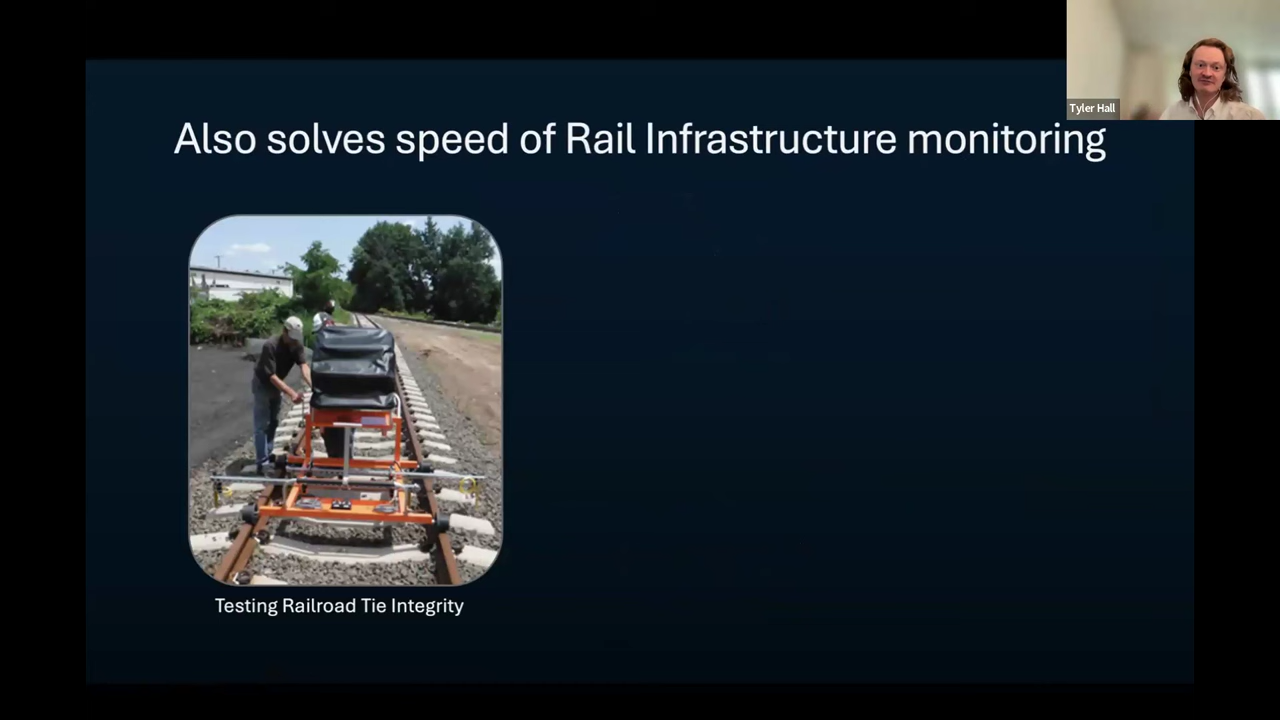 Tyler Hall
Also solves speed of Rail Infrastructure monitoring
Testing Railroad Tie Integrity